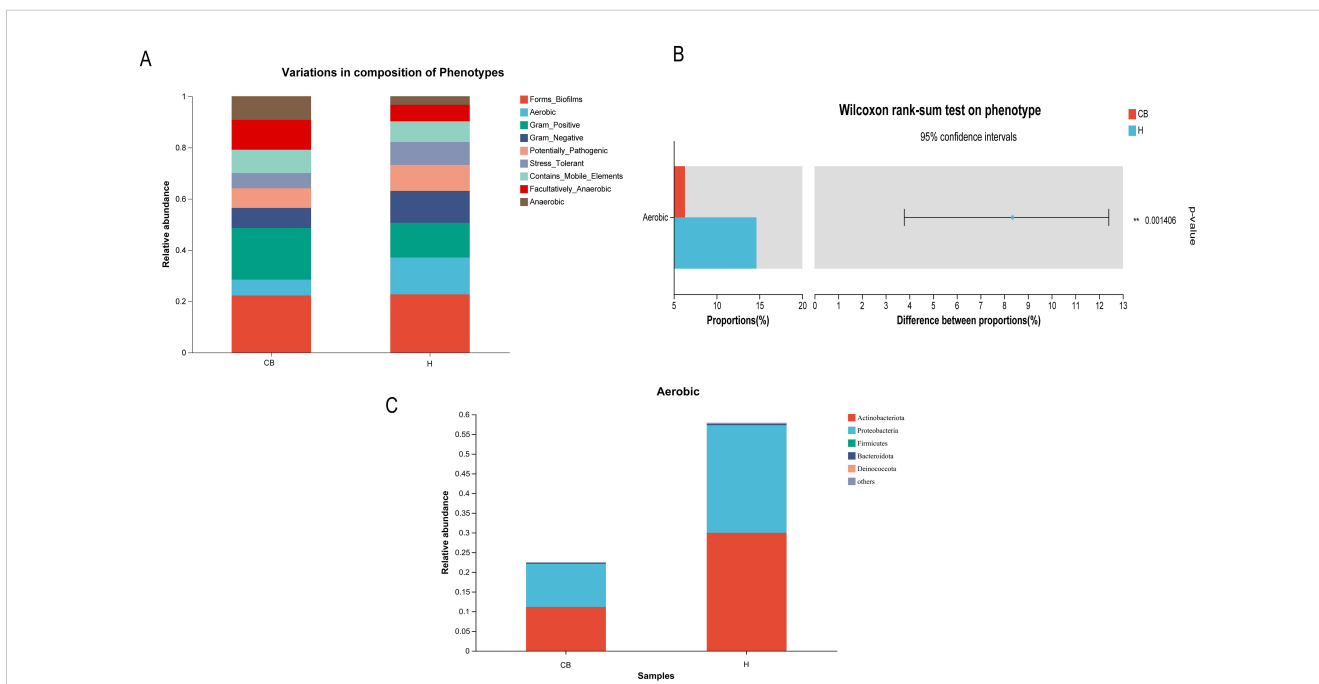 A
Variations in composition of Phenotypes
Relative abundance
1
0.8
0.6
0.4
0.2
0
CB
H
Forms_Biofilms
Aerobic
Gram_Positive
Gram_Negative
Potentially_Pathogenic
Stress_Tolerant
Contains_Mobile_Elements
Facultatively_Anaerobic
Anaerobic
B
Wilcoxon rank-sum test on phenotype
95% confidence intervals
CB
H
Aerobic
** 0.001406
p-value
5 10 15 20
Proportions(%)
0 1 2 3 4 5 6 7 8 9 10 11 12 13
Difference between proportions(%)
C
Aerobic
Relative abundance
0.6
0.55
0.5
0.45
0.4
0.35
0.3
0.25
0.2
0.15
0.1
0.05
0
CB
H
Samples
Actinobacteriota
Proteobacteria
Firmicutes
Bacteroidota
Deinococcota
others